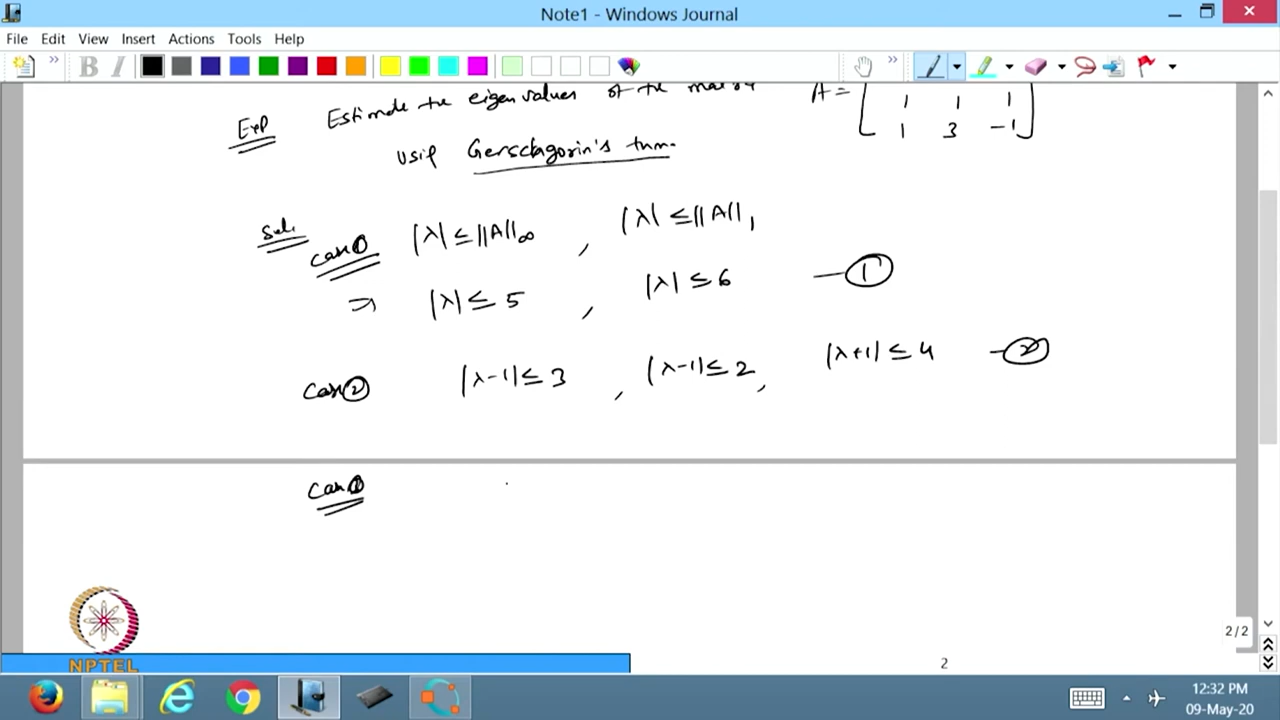 Note1 - Windows Journal
File Edit View Insert Actions Tools Help
Exp Estimate the eigen values of the A = [
1 1 1
1 3 -1 ]
using Gerschgorin's thm.
Sol.
Case ① |λ| ≤ ||A||∞ , |λ| ≤ ||A||₁
⇒ |λ| ≤ 5 , |λ| ≤ 6 — ①
Case ② |λ-1| ≤ 3 , |λ-1| ≤ 2 , |λ+1| ≤ 4 — ②
Case ①
2 / 2
NPTEL
2
12:32 PM
09-May-20